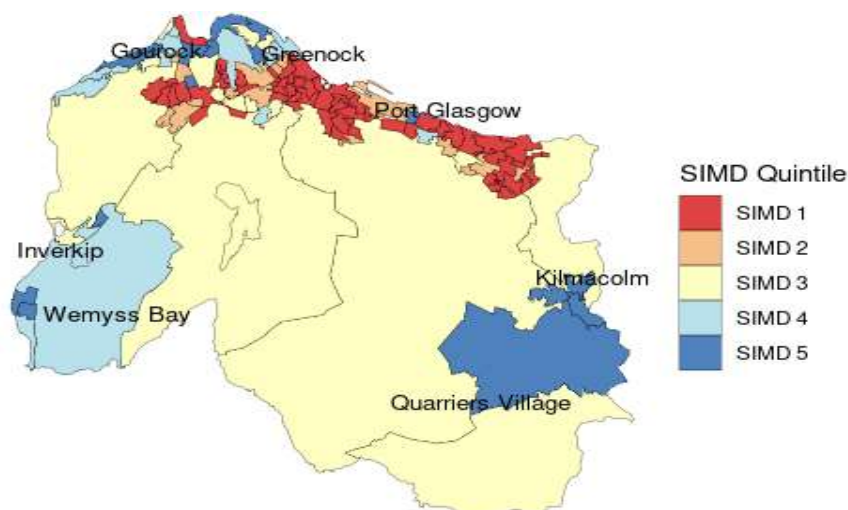 Gourock
Greenock
Port Glasgow
SIMD Quintile
SIMD 1
SIMD 2
SIMD 3
SIMD 4
SIMD 5
Inverkip
Kilmacolm
Wemyss Bay
Quarriers Village